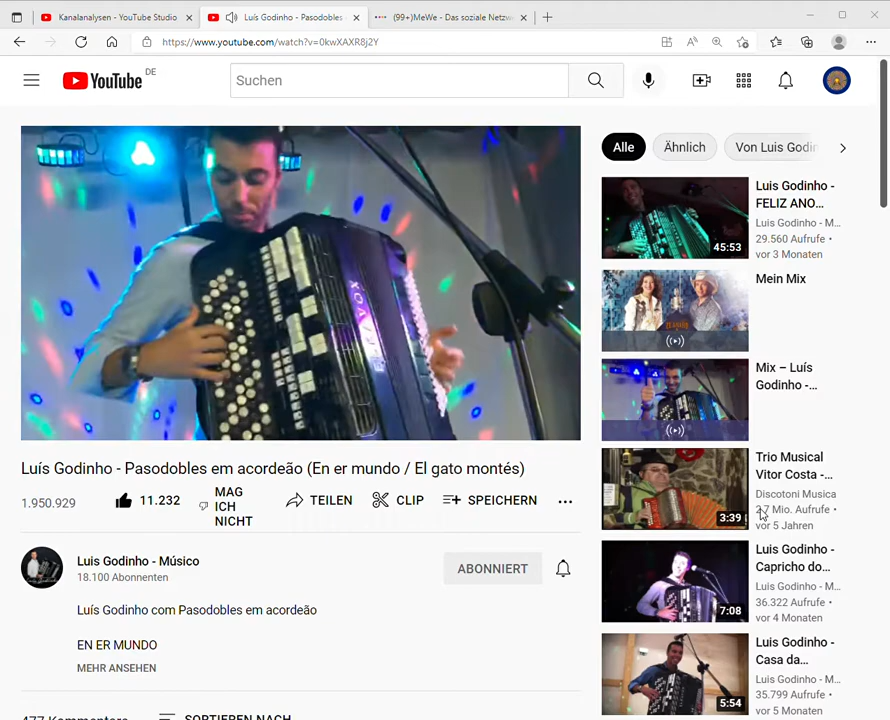 Kanalanalysen - YouTube Studio
Luís Godinho - Pasodobles
(99+)MeWe - Das soziale Netzw
https://www.youtube.com/watch?v=0kwXAXR8j2Y
YouTube DE
Suchen
Alle
Ähnlich
Von Luis Godin
Luis Godinho -
FELIZ ANO...
Luis Godinho - M...
29.560 Aufrufe •
vor 3 Monaten
45:53
Mein Mix
Mix – Luís
Godinho -...
Trio Musical
Vitor Costa -...
Discotoni Musica
2,7 Mio. Aufrufe •
vor 5 Jahren
3:39
Luis Godinho -
Capricho do...
Luis Godinho - M...
36.322 Aufrufe •
vor 4 Monaten
7:08
Luis Godinho -
Casa da...
Luis Godinho - M...
35.799 Aufrufe •
vor 5 Monaten
5:54
Luís Godinho - Pasodobles em acordeão (En er mundo / El gato montés)
1.950.929
11.232
MAG
ICH
NICHT
TEILEN
CLIP
SPEICHERN
Luis Godinho - Músico
18.100 Abonnenten
ABONNIERT
Luís Godinho com Pasodobles em acordeão
EN ER MUNDO
MEHR ANSEHEN
477 Kommentare
SORTIEREN NACH